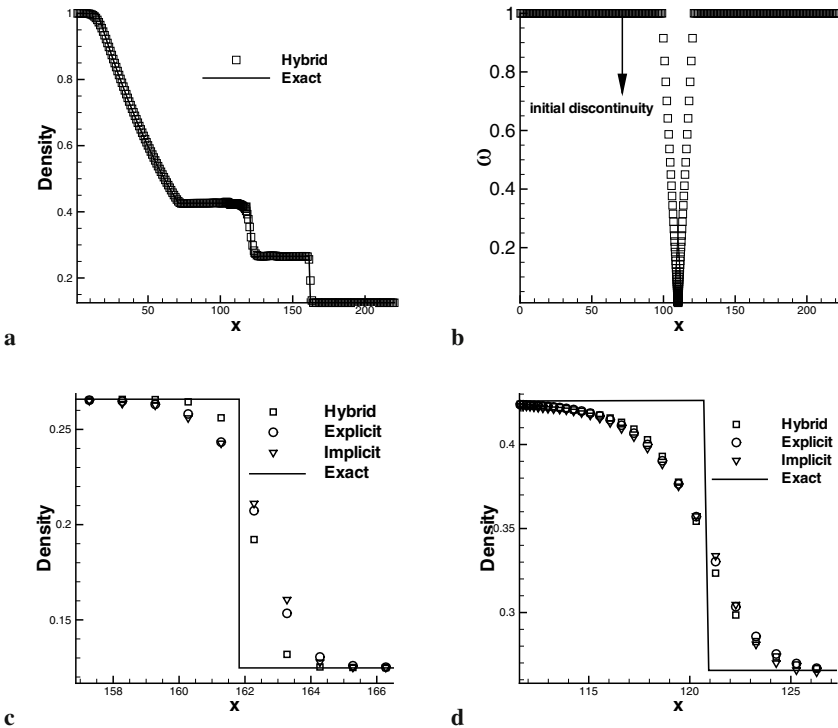 1
0.8
0.6
0.4
0.2
Density
Hybrid
Exact
50
100
150
200
x
a
1
0.8
0.6
0.4
0.2
ω
initial discontinuity
0
50
100
150
200
x
b
0.25
0.2
0.15
Density
Hybrid
Explicit
Implicit
Exact
158
160
162
164
166
x
c
0.4
0.35
0.3
Density
Hybrid
Explicit
Implicit
Exact
115
120
125
x
d